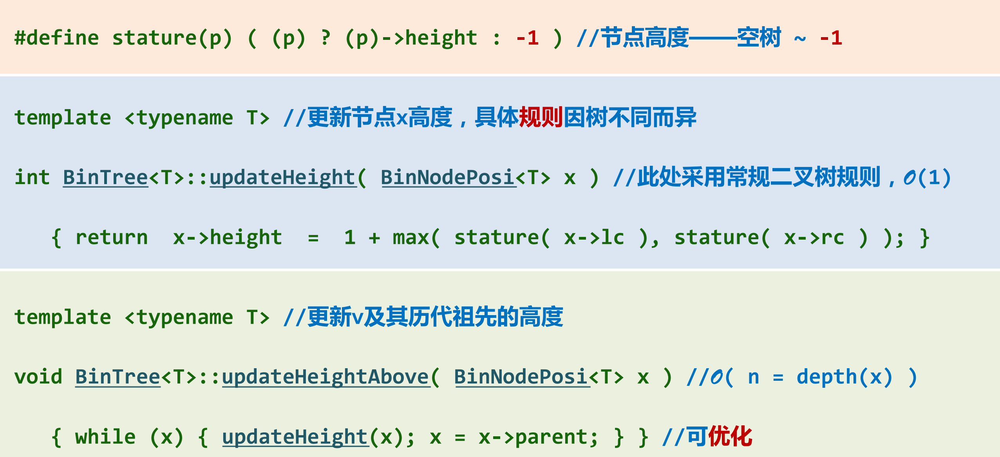 #define stature(p) ( (p) ? (p)->height : -1 ) //节点高度——空树 ~ -1
template <typename T> //更新节点x高度，具体规则因树不同而异
int BinTree<T>::updateHeight( BinNodePosi<T> x ) //此处采用常规二叉树规则，𝒪(1)
{ return x->height = 1 + max( stature( x->lc ), stature( x->rc ) ); }
template <typename T> //更新v及其历代祖先的高度
void BinTree<T>::updateHeightAbove( BinNodePosi<T> x ) //𝒪( n = depth(x) )
{ while (x) { updateHeight(x); x = x->parent; } } //可优化